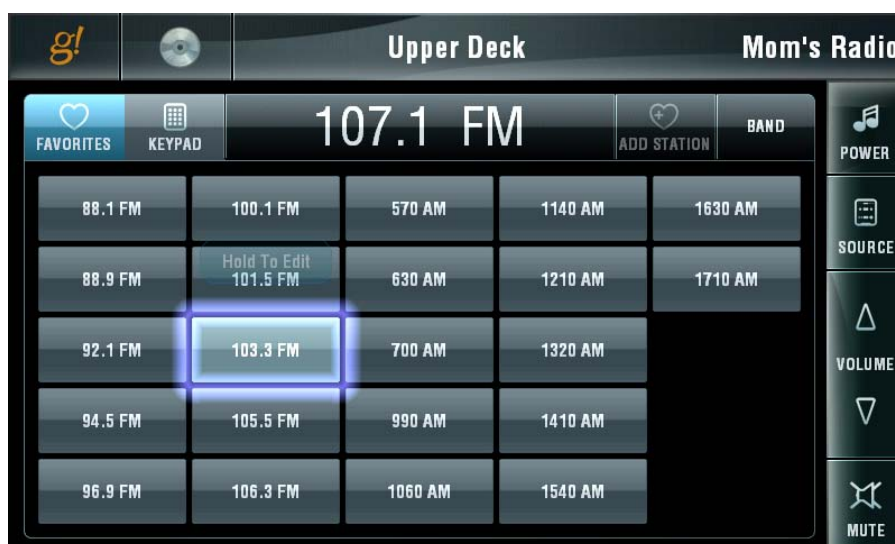 g!
Upper Deck
Mom's Radio
FAVORITES
KEYPAD
107.1 FM
ADD STATION
BAND
POWER
88.1 FM
100.1 FM
570 AM
1140 AM
1630 AM
SOURCE
Hold To Edit
88.9 FM
101.5 FM
630 AM
1210 AM
1710 AM
92.1 FM
103.3 FM
700 AM
1320 AM
VOLUME
94.5 FM
105.5 FM
990 AM
1410 AM
96.9 FM
106.3 FM
1060 AM
1540 AM
MUTE